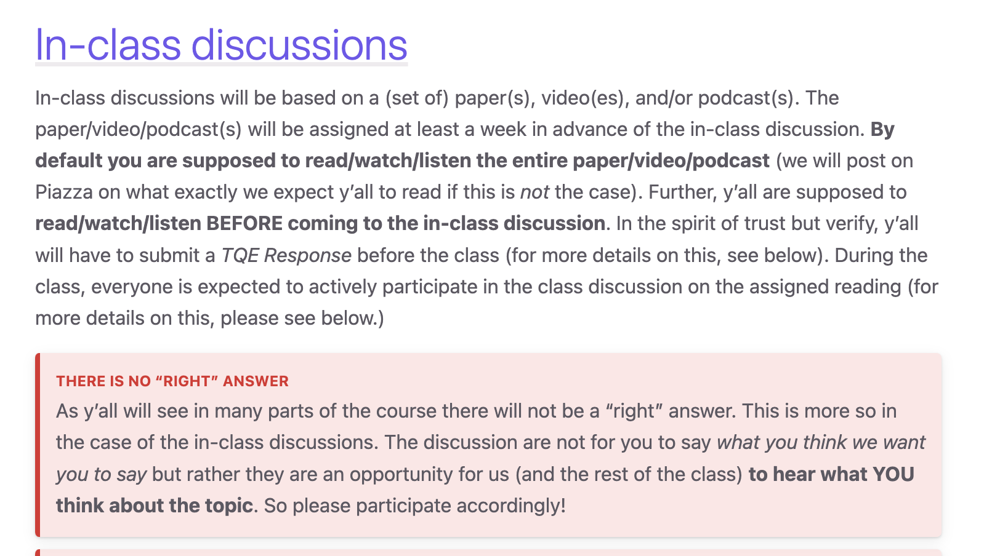 In-class discussions
In-class discussions will be based on a (set of) paper(s), video(es), and/or podcast(s). The
paper/video/podcast(s) will be assigned at least a week in advance of the in-class discussion. By
default you are supposed to read/watch/listen the entire paper/video/podcast (we will post on
Piazza on what exactly we expect y’all to read if this is not the case). Further, y’all are supposed to
read/watch/listen BEFORE coming to the in-class discussion. In the spirit of trust but verify, y’all
will have to submit a TQE Response before the class (for more details on this, see below). During the
class, everyone is expected to actively participate in the class discussion on the assigned reading (for
more details on this, please see below.)
THERE IS NO “RIGHT” ANSWER
As y’all will see in many parts of the course there will not be a “right” answer. This is more so in
the case of the in-class discussions. The discussion are not for you to say what you think we want
you to say but rather they are an opportunity for us (and the rest of the class) to hear what YOU
think about the topic. So please participate accordingly!